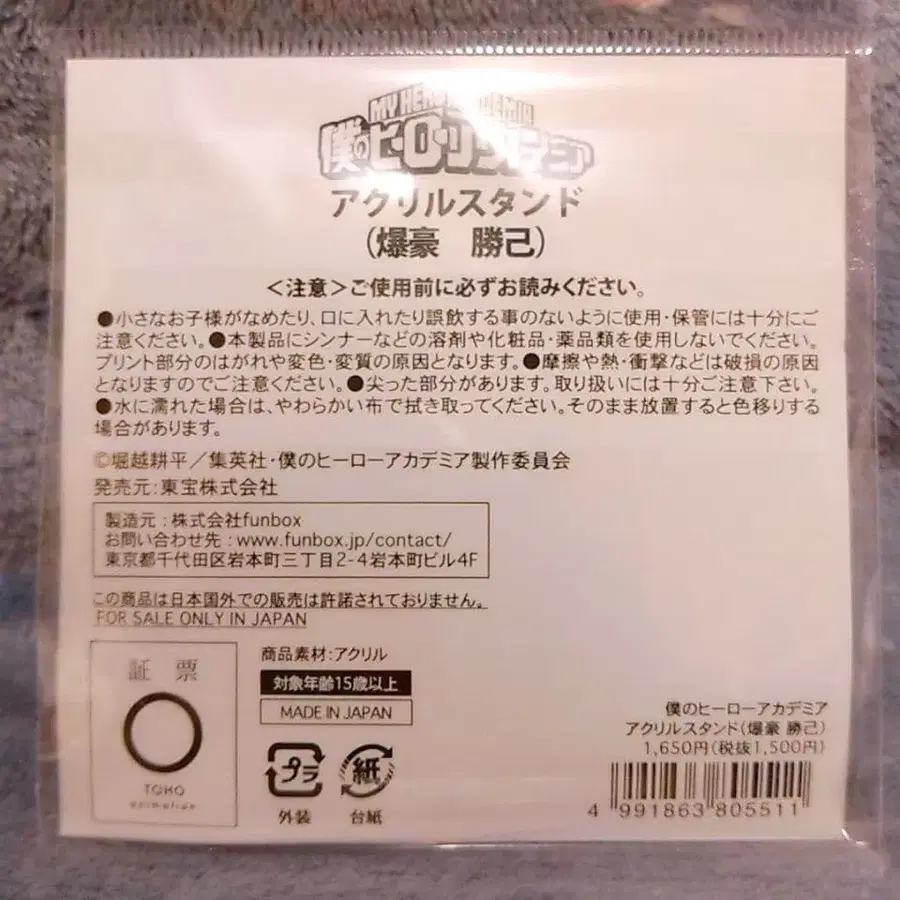 MY HERO ACADEMIA
僕のヒーローアカデミア
アクリルスタンド
(爆豪　勝己)
＜注意＞ご使用前に必ずお読みください。
●小さなお子様がなめたり、口に入れたり誤飲する事のないように使用・保管には十分にご
注意ください。●本製品にシンナーなどの溶剤や化粧品・薬品類を使用しないでください。
プリント部分のはがれや変色・変質の原因となります。●摩擦や熱・衝撃などは破損の原因
となりますのでご注意ください。●尖った部分があります。取り扱いには十分ご注意下さい。
●水に濡れた場合は、やわらかい布で拭き取ってください。そのまま放置すると色移りする
場合があります。
©堀越耕平／集英社・僕のヒーローアカデミア製作委員会
発売元：東宝株式会社
製造元：株式会社funbox
お問い合わせ先：www.funbox.jp/contact/
東京都千代田区岩本町三丁目2-4岩本町ビル4F
この商品は日本国外での販売は許諾されておりません。
FOR SALE ONLY IN JAPAN
証 票
TOHO
animation
商品素材：アクリル
対象年齢15歳以上
MADE IN JAPAN
プラ
外装
紙
台紙
僕のヒーローアカデミア
アクリルスタンド(爆豪 勝己)
1,650円(税抜1,500円)
4 991863 805511